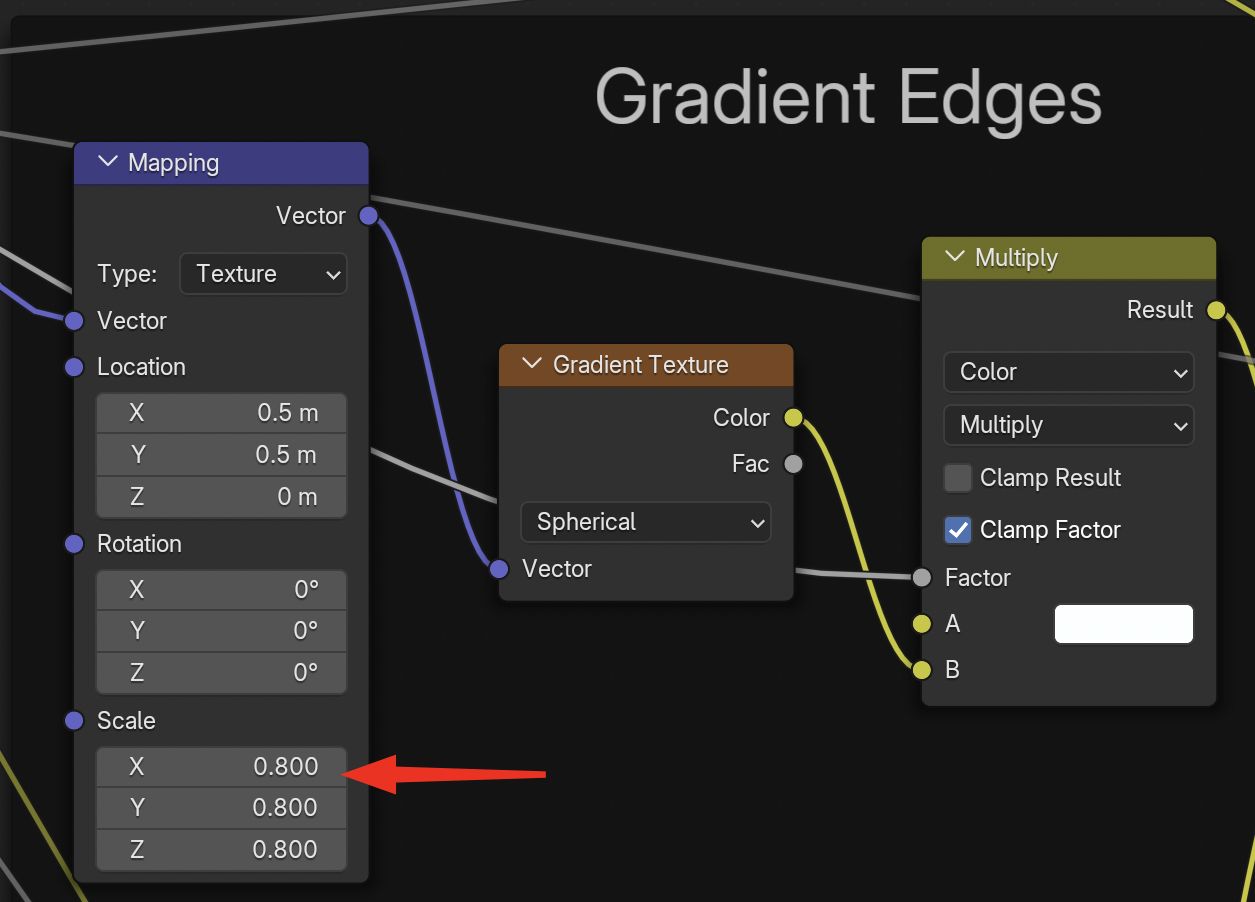 Gradient Edges
Mapping
Vector
Type: Texture
Vector
Location
X 0.5 m
Y 0.5 m
Z 0 m
Rotation
X 0°
Y 0°
Z 0°
Scale
X 0.800
Y 0.800
Z 0.800
Gradient Texture
Color
Fac
Spherical
Vector
Multiply
Result
Color
Multiply
Clamp Result
Clamp Factor
Factor
A
B